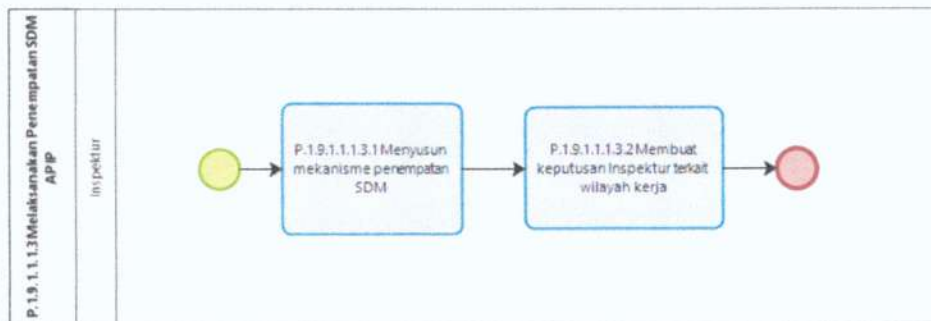 P.1.9.1.1.1.3 Melaksanakan Penempatan SDM
APIP
Inspektur
P.1.9.1.1.1.3.1 Menyusun
mekanisme penempatan
SDM
P.1.9.1.1.1.3.2 Membuat
keputusan Inspektur terkait
wilayah kerja